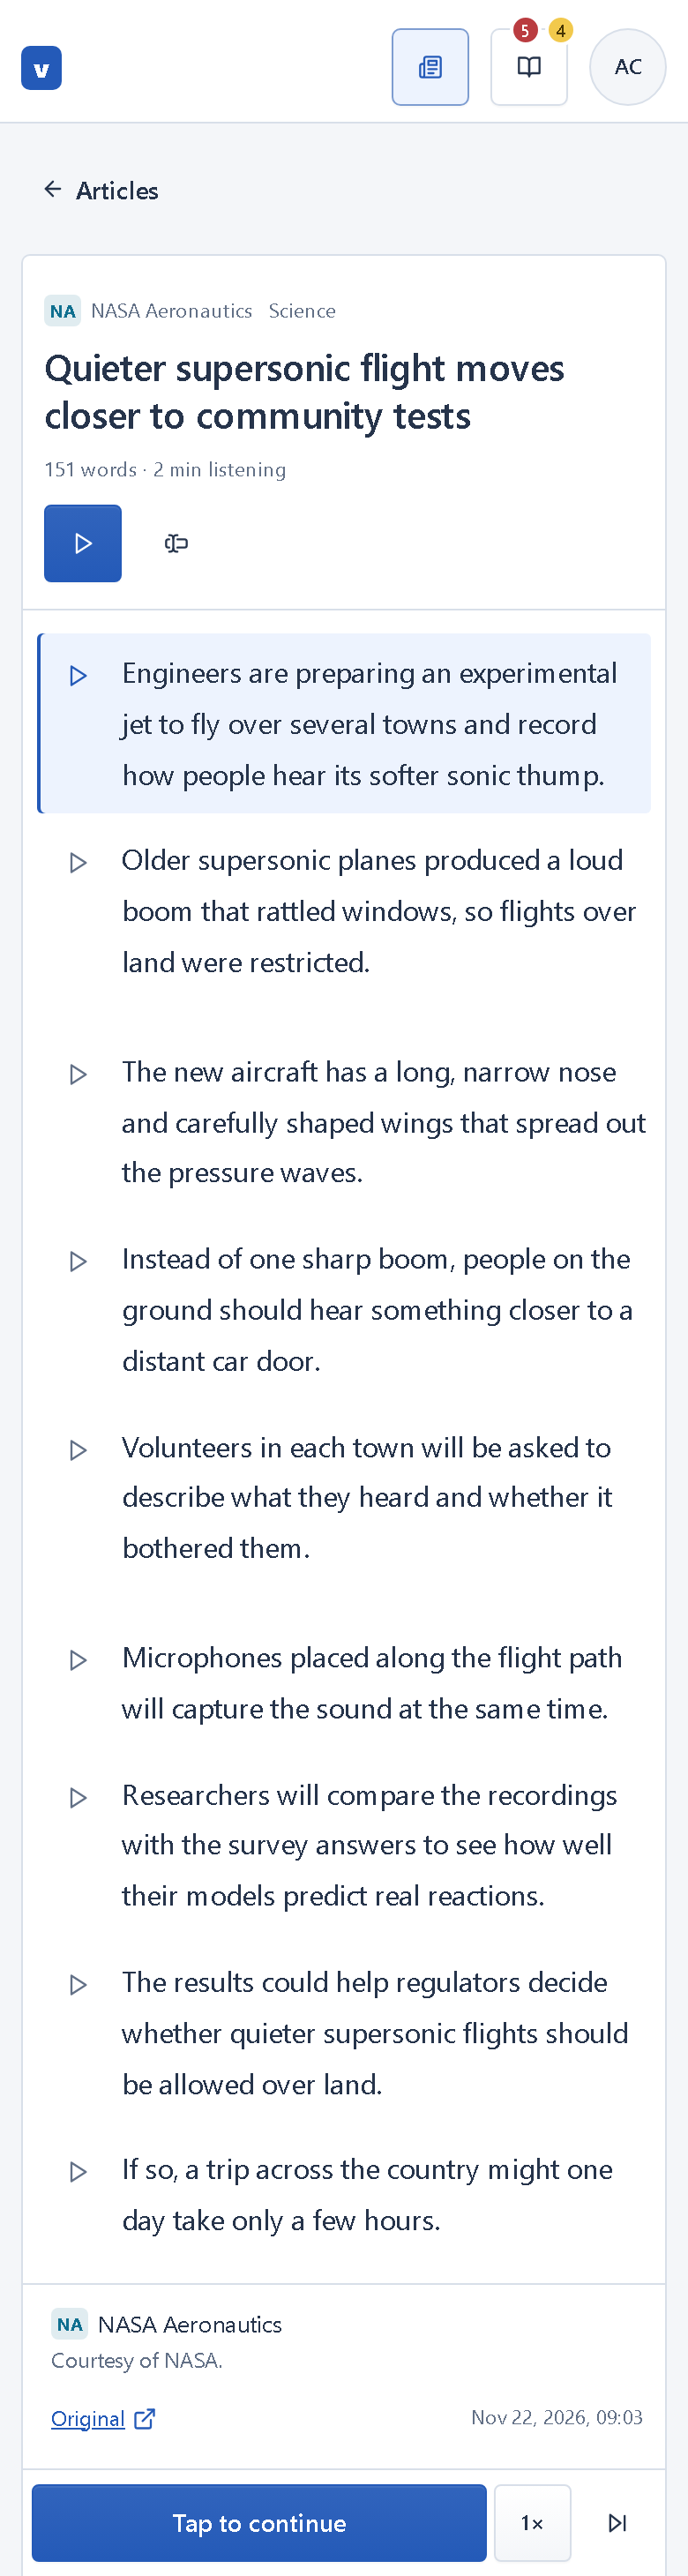 v
5 4
AC
Articles
NA NASA Aeronautics Science
Quieter supersonic flight moves
closer to community tests
151 words · 2 min listening
Engineers are preparing an experimental
jet to fly over several towns and record
how people hear its softer sonic thump.
Older supersonic planes produced a loud
boom that rattled windows, so flights over
land were restricted.
The new aircraft has a long, narrow nose
and carefully shaped wings that spread out
the pressure waves.
Instead of one sharp boom, people on the
ground should hear something closer to a
distant car door.
Volunteers in each town will be asked to
describe what they heard and whether it
bothered them.
Microphones placed along the flight path
will capture the sound at the same time.
Researchers will compare the recordings
with the survey answers to see how well
their models predict real reactions.
The results could help regulators decide
whether quieter supersonic flights should
be allowed over land.
If so, a trip across the country might one
day take only a few hours.
NA NASA Aeronautics
Courtesy of NASA.
Original Nov 22, 2026, 09:03
Tap to continue 1×